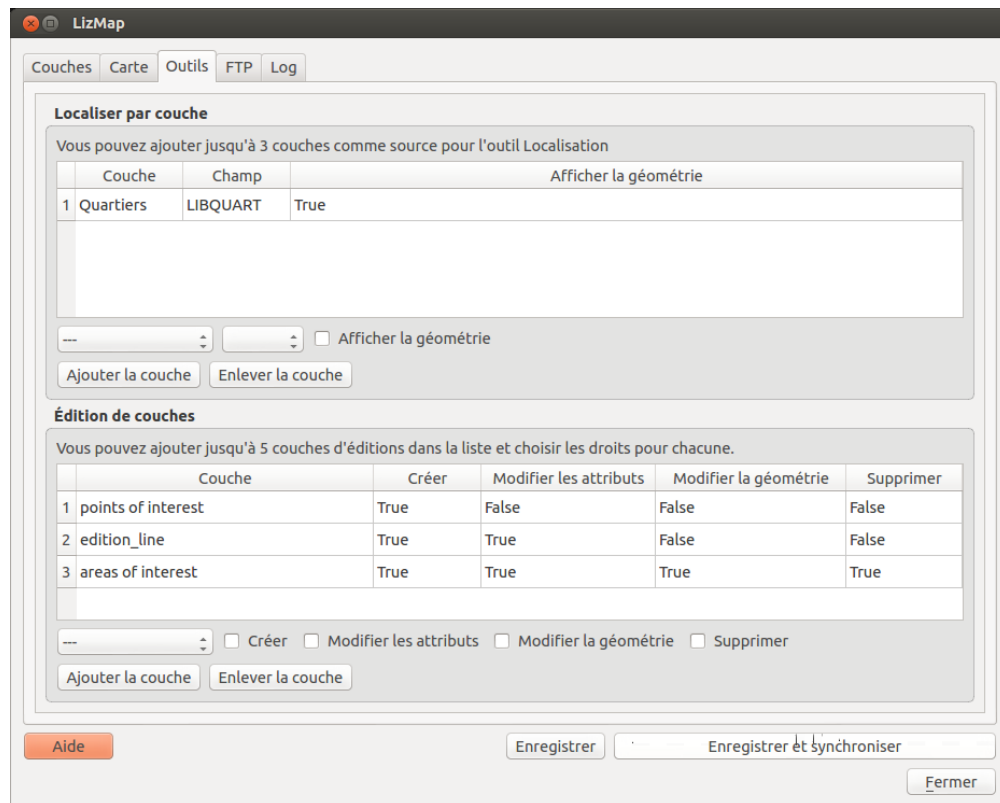 LizMap
Couches Carte Outils FTP Log
Localiser par couche
Vous pouvez ajouter jusqu'à 3 couches comme source pour l'outil Localisation
Couche Champ Afficher la géométrie
1 Quartiers LIBQUART True
--- Afficher la géométrie
Ajouter la couche Enlever la couche
Édition de couches
Vous pouvez ajouter jusqu'à 5 couches d'éditions dans la liste et choisir les droits pour chacune.
Couche Créer Modifier les attributs Modifier la géométrie Supprimer
1 points of interest True False False False
2 edition_line True True False False
3 areas of interest True True True True
--- Créer Modifier les attributs Modifier la géométrie Supprimer
Ajouter la couche Enlever la couche
Aide Enregistrer Enregistrer et synchroniser
Fermer